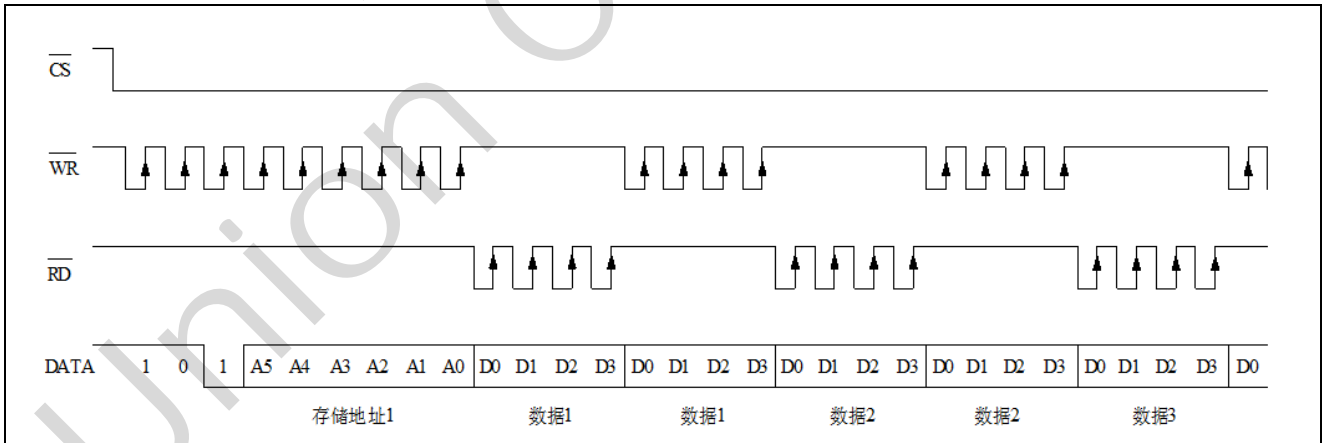 Union
CS
WR
RD
DATA 1 0 1 A5 A4 A3 A2 A1 A0 D0 D1 D2 D3 D0 D1 D2 D3 D0 D1 D2 D3 D0 D1 D2 D3 D0 D1 D2 D3 D0
存储地址1 数据1 数据1 数据2 数据2 数据3